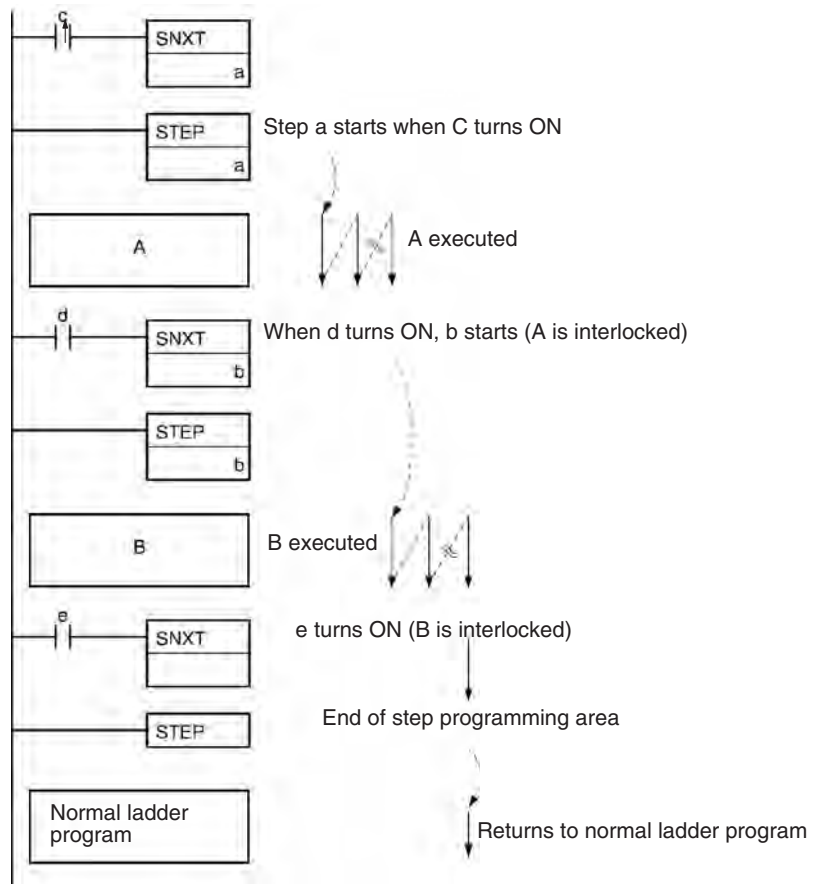 c
SNXT
a
STEP
a
Step a starts when C turns ON
A
A executed
d
SNXT
b
When d turns ON, b starts (A is interlocked)
STEP
b
B
B executed
e
SNXT
e turns ON (B is interlocked)
STEP
End of step programming area
Normal ladder
program
Returns to normal ladder program